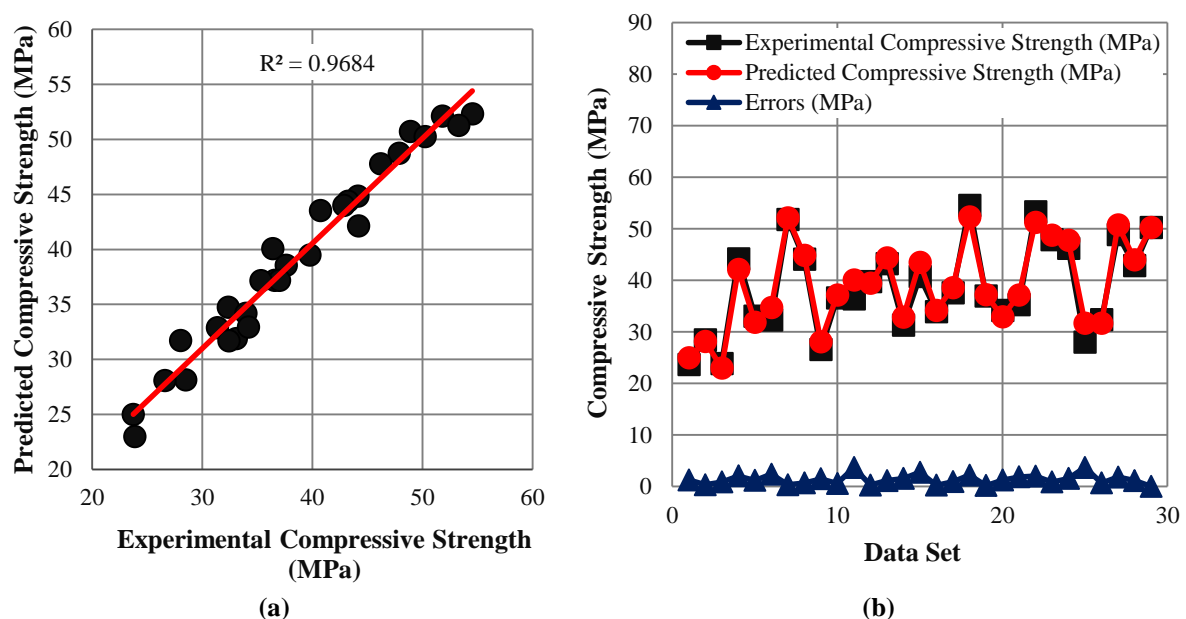 60
55
50
45
40
35
30
25
20
R² = 0.9684
20
30
40
50
60
Predicted Compressive Strength (MPa)
Experimental Compressive Strength
(MPa)
(a)
90
80
70
60
50
40
30
20
10
0
Experimental Compressive Strength (MPa)
Predicted Compressive Strength (MPa)
Errors (MPa)
0
10
20
30
Compressive Strength (MPa)
Data Set
(b)